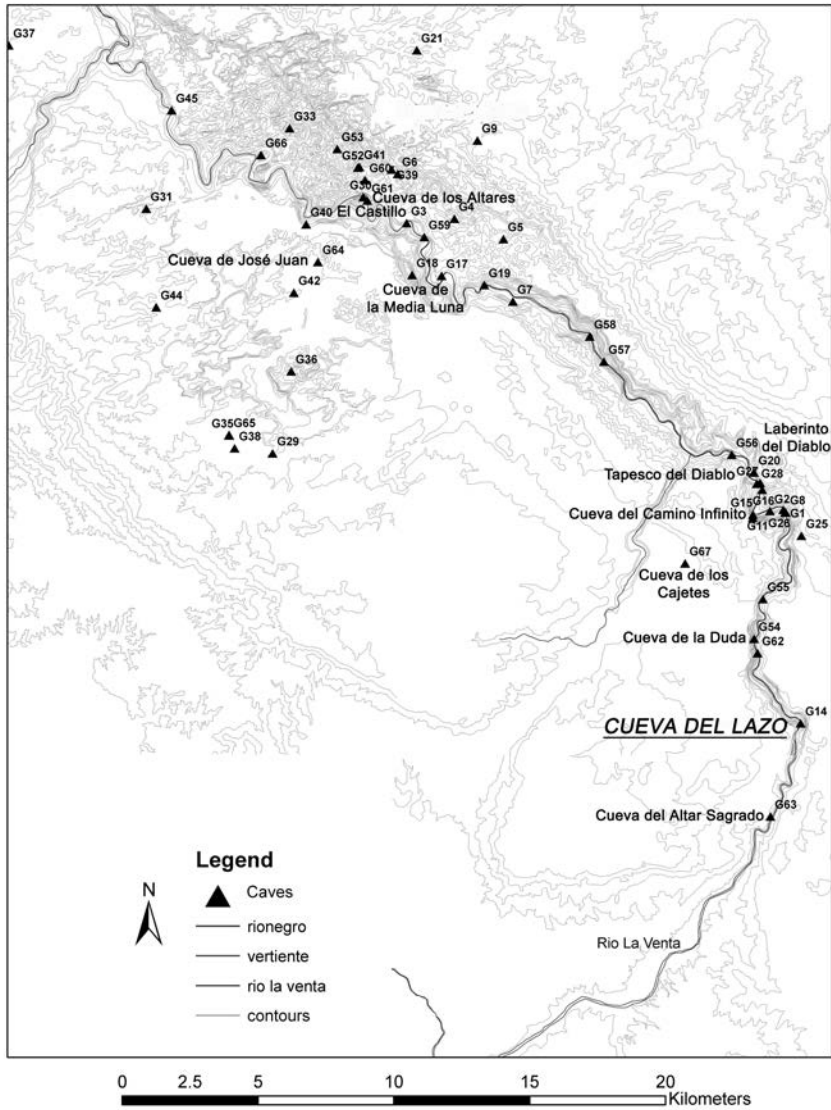 G37
G21
G45
G33
G9
G53
G66
G52 G41
G6
G60
G39
G31
G30
G61
Cueva de los Altares
El Castillo
G3
G4
G40
G59
G5
G64
Cueva de José Juan
G18
G17
G19
G42
Cueva de
la Media Luna
G7
G44
G58
G57
G36
G35 G65
G38
G29
Laberinto
del Diablo
G56
G20
Tapesco del Diablo
G27
G28
G15
G16
G2
G8
Cueva del Camino Infinito
G1
G11
G26
G25
G67
Cueva de los
Cajetes
G55
G54
Cueva de la Duda
G62
G14
CUEVA DEL LAZO
G63
Cueva del Altar Sagrado
Legend
Caves
N
rionegro
vertiente
rio la venta
contours
Rio La Venta
0 2.5 5 10 15 20
Kilometers